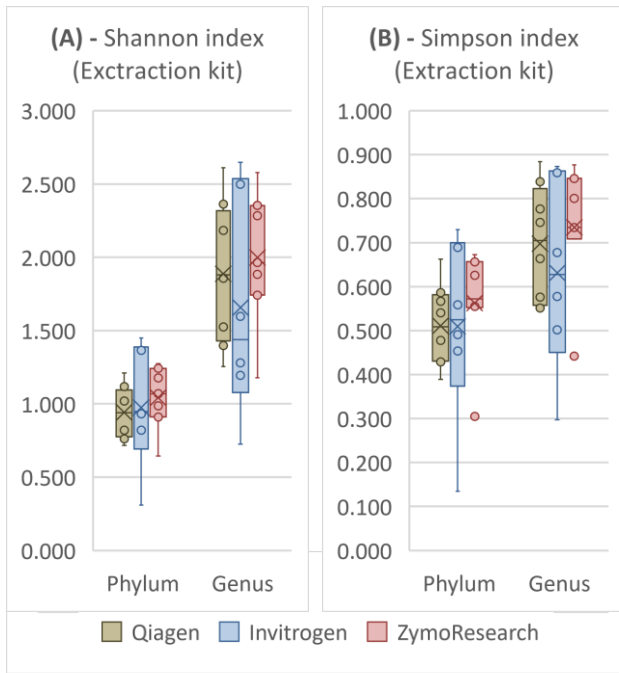 (A) - Shannon index
(Exctraction kit)
3.000
2.500
2.000
1.500
1.000
0.500
0.000
Phylum Genus
(B) - Simpson index
(Extraction kit)
1.000
0.900
0.800
0.700
0.600
0.500
0.400
0.300
0.200
0.100
0.000
Phylum Genus
Qiagen Invitrogen ZymoResearch